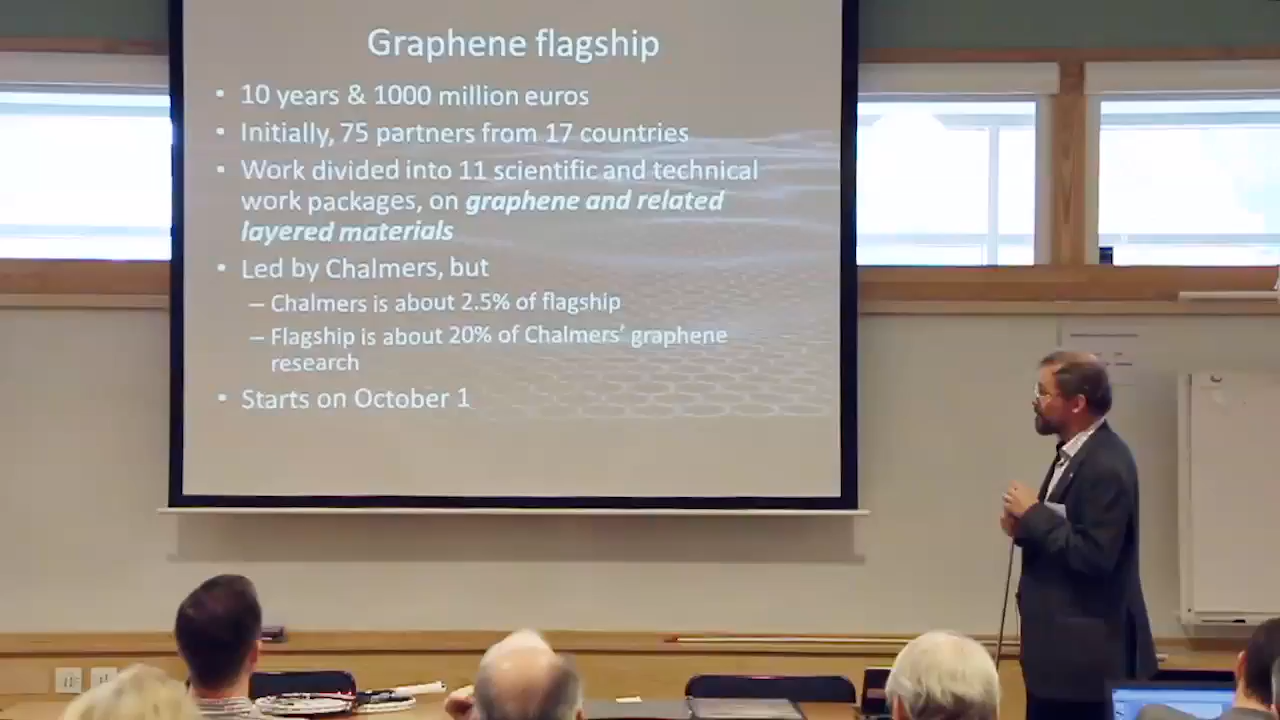 Graphene flagship
• 10 years & 1000 million euros
• Initially, 75 partners from 17 countries
• Work divided into 11 scientific and technical
work packages, on graphene and related
layered materials
• Led by Chalmers, but
– Chalmers is about 2.5% of flagship
– Flagship is about 20% of Chalmers' graphene
research
• Starts on October 1